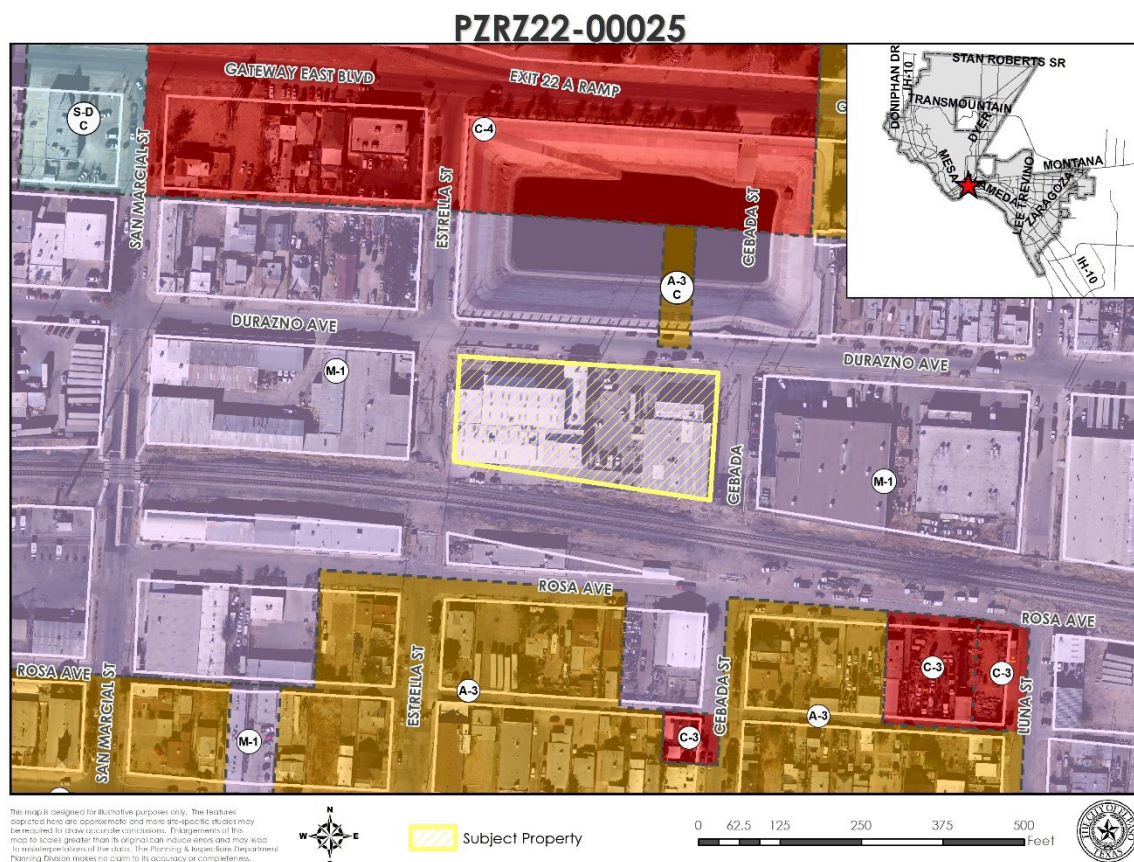 PZRZ22-00025
GATEWAY EAST BLVD
EXIT 22 A RAMP
S-D
C
C-4
SAN MARCIAL ST
ESTRELLA ST
CEBADA ST
A-3
C
DURAZNO AVE
DURAZNO AVE
M-1
M-1
CEBADA
ROSA AVE
ROSA AVE
ROSA AVE
SAN MARCIAL ST
ESTRELLA ST
CEBADA ST
LUNA ST
A-3
A-3
C-3
C-3
C-3
M-1
STAN ROBERTS SR
DONIPHAN DR
IH-10
TRANSMOUNTAIN
DYER
MESA
MONTANA
LEE TREVINO
ZARAGOZA
IH-10
This map is designed for illustrative purposes only. The features
depicted here are approximate and more site-specific studies may
be required to draw accurate conclusions. Enlargements of this
map to scales greater than its original can induce errors and may lead
to misinterpretations of the data. The Planning & Inspections Department
Planning Division makes no claim to its accuracy or completeness.
N
W E
S
Subject Property
0 62.5 125 250 375 500
Feet